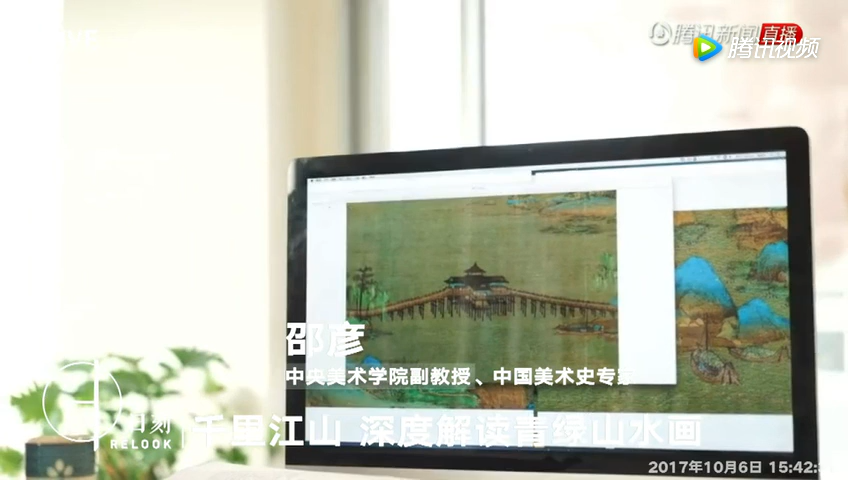 腾讯新闻 直播
腾讯视频
邵彦
中央美术学院副教授、中国美术史专家
RELOOK
千里江山 深度解读青绿山水画
2017年10月6日 15:42: